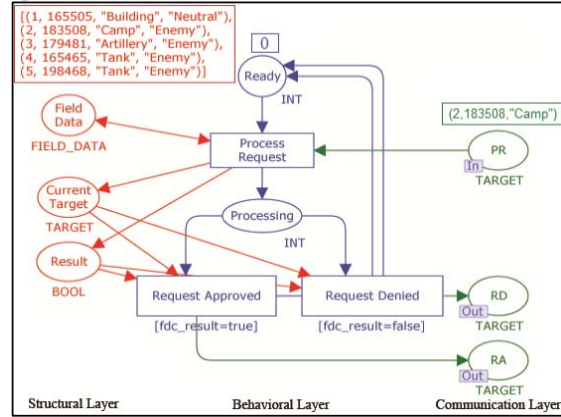 [(1, 165505, "Building", "Neutral"),
(2, 183508, "Camp", "Enemy"),
(3, 179481, "Artillery", "Enemy"),
(4, 165465, "Tank", "Enemy"),
(5, 198468, "Tank", "Enemy")]
()
Ready
INT
Field
Data
FIELD_DATA
Process
Request
(2,183508,"Camp")
PR
In
TARGET
Current
Target
TARGET
Processing
INT
Result
BOOL
Request Approved
[fdc_result=true]
Request Denied
[fdc_result=false]
RD
Out
TARGET
RA
Out
TARGET
Structural Layer
Behavioral Layer
Communication Layer